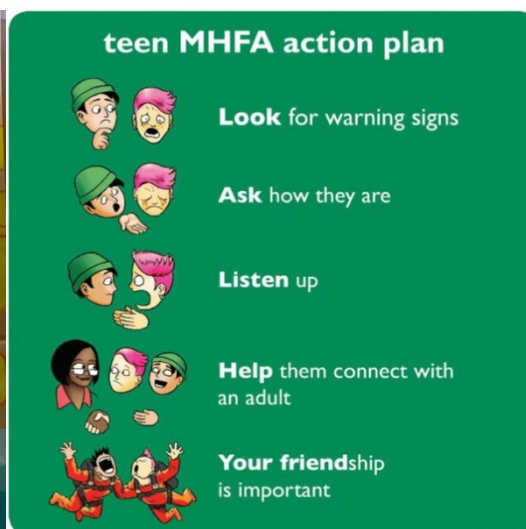 teen MHFA action plan
Look for warning signs
Ask how they are
Listen up
Help them connect with
an adult
Your friendship
is important